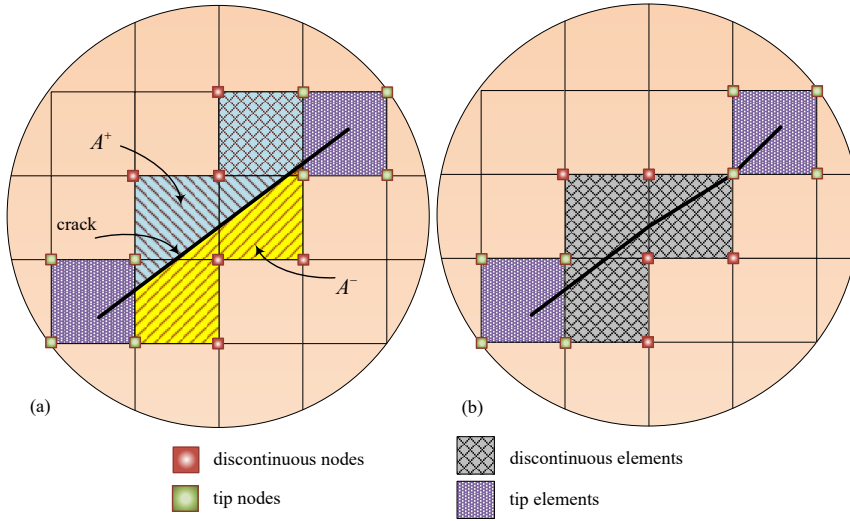 A⁺
crack
A⁻
(a)
(b)
discontinuous nodes
tip nodes
discontinuous elements
tip elements